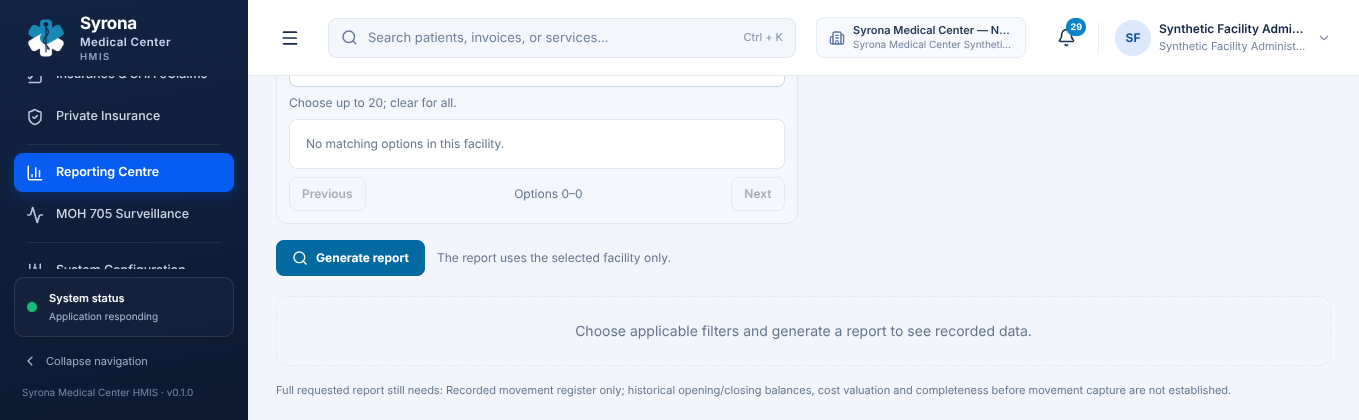 Syrona
Medical Center
HMIS
Insurance & SHA eClaims
Private Insurance
Reporting Centre
MOH 705 Surveillance
System Configuration
System status
Application responding
Collapse navigation
Syrona Medical Center HMIS · v0.1.0
Search patients, invoices, or services...
Ctrl + K
Syrona Medical Center — N...
Syrona Medical Center Syntheti...
29
SF
Synthetic Facility Admi...
Synthetic Facility Administ...
Choose up to 20; clear for all.
No matching options in this facility.
Previous
Options 0–0
Next
Generate report
The report uses the selected facility only.
Choose applicable filters and generate a report to see recorded data.
Full requested report still needs: Recorded movement register only; historical opening/closing balances, cost valuation and completeness before movement capture are not established.